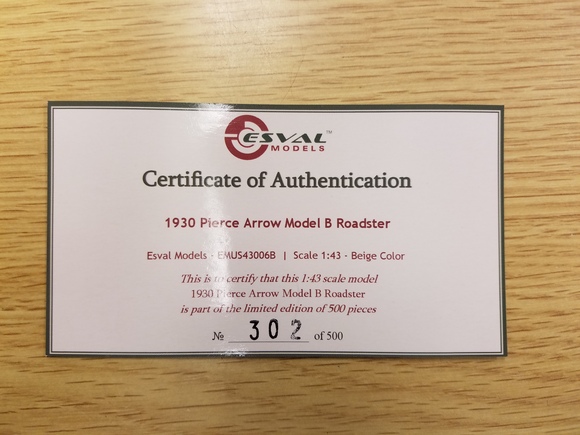 ESVAL™
MODELS
Certificate of Authentication
1930 Pierce Arrow Model B Roadster
Esval Models - EMUS43006B | Scale 1:43 - Beige Color
This is to certify that this 1:43 scale model
1930 Pierce Arrow Model B Roadster
is part of the limited edition of 500 pieces
№ 302 of 500